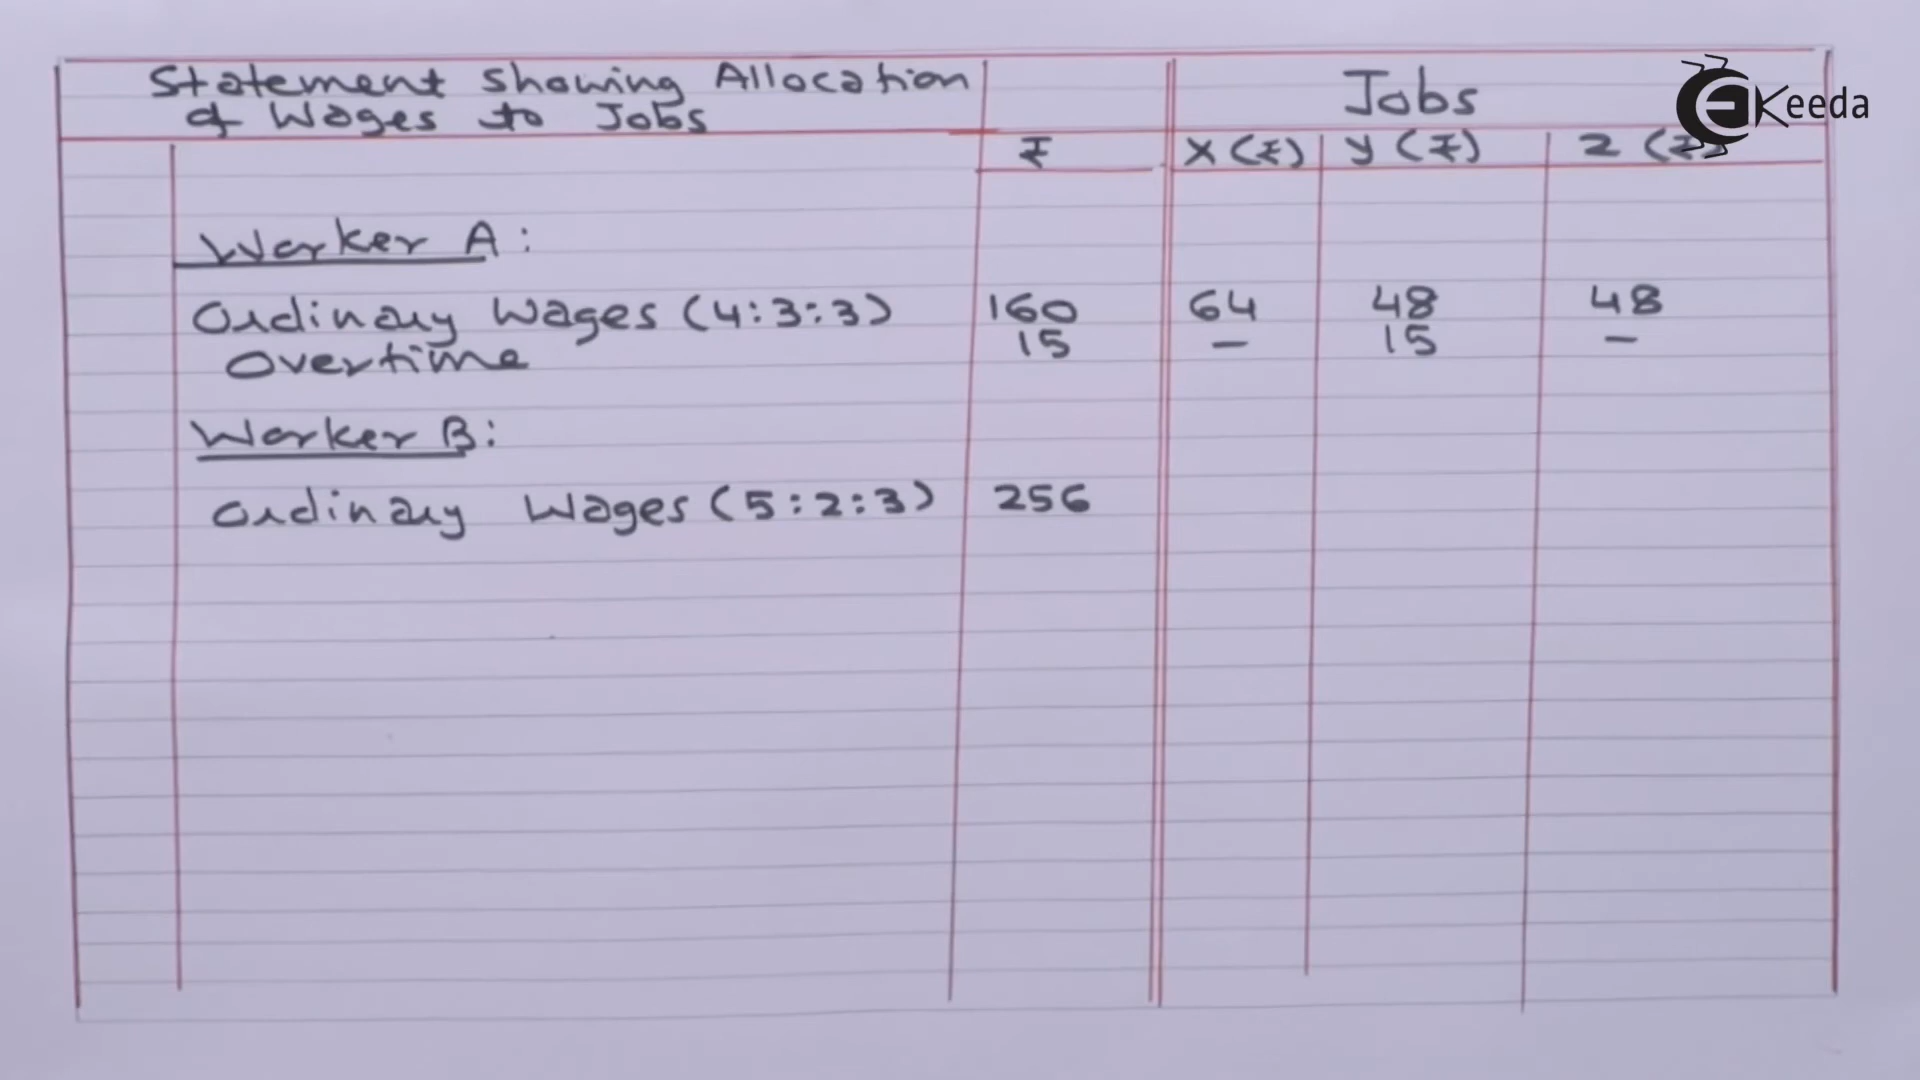 Statement showing Allocation
of Wages to Jobs
Jobs
Keeda
₹ X (₹) Y (₹) Z (₹)
Worker A:
Ordinary Wages (4:3:3) 160 64 48 48
Overtime 15 – 15 –
Worker B:
Ordinary Wages (5:2:3) 256